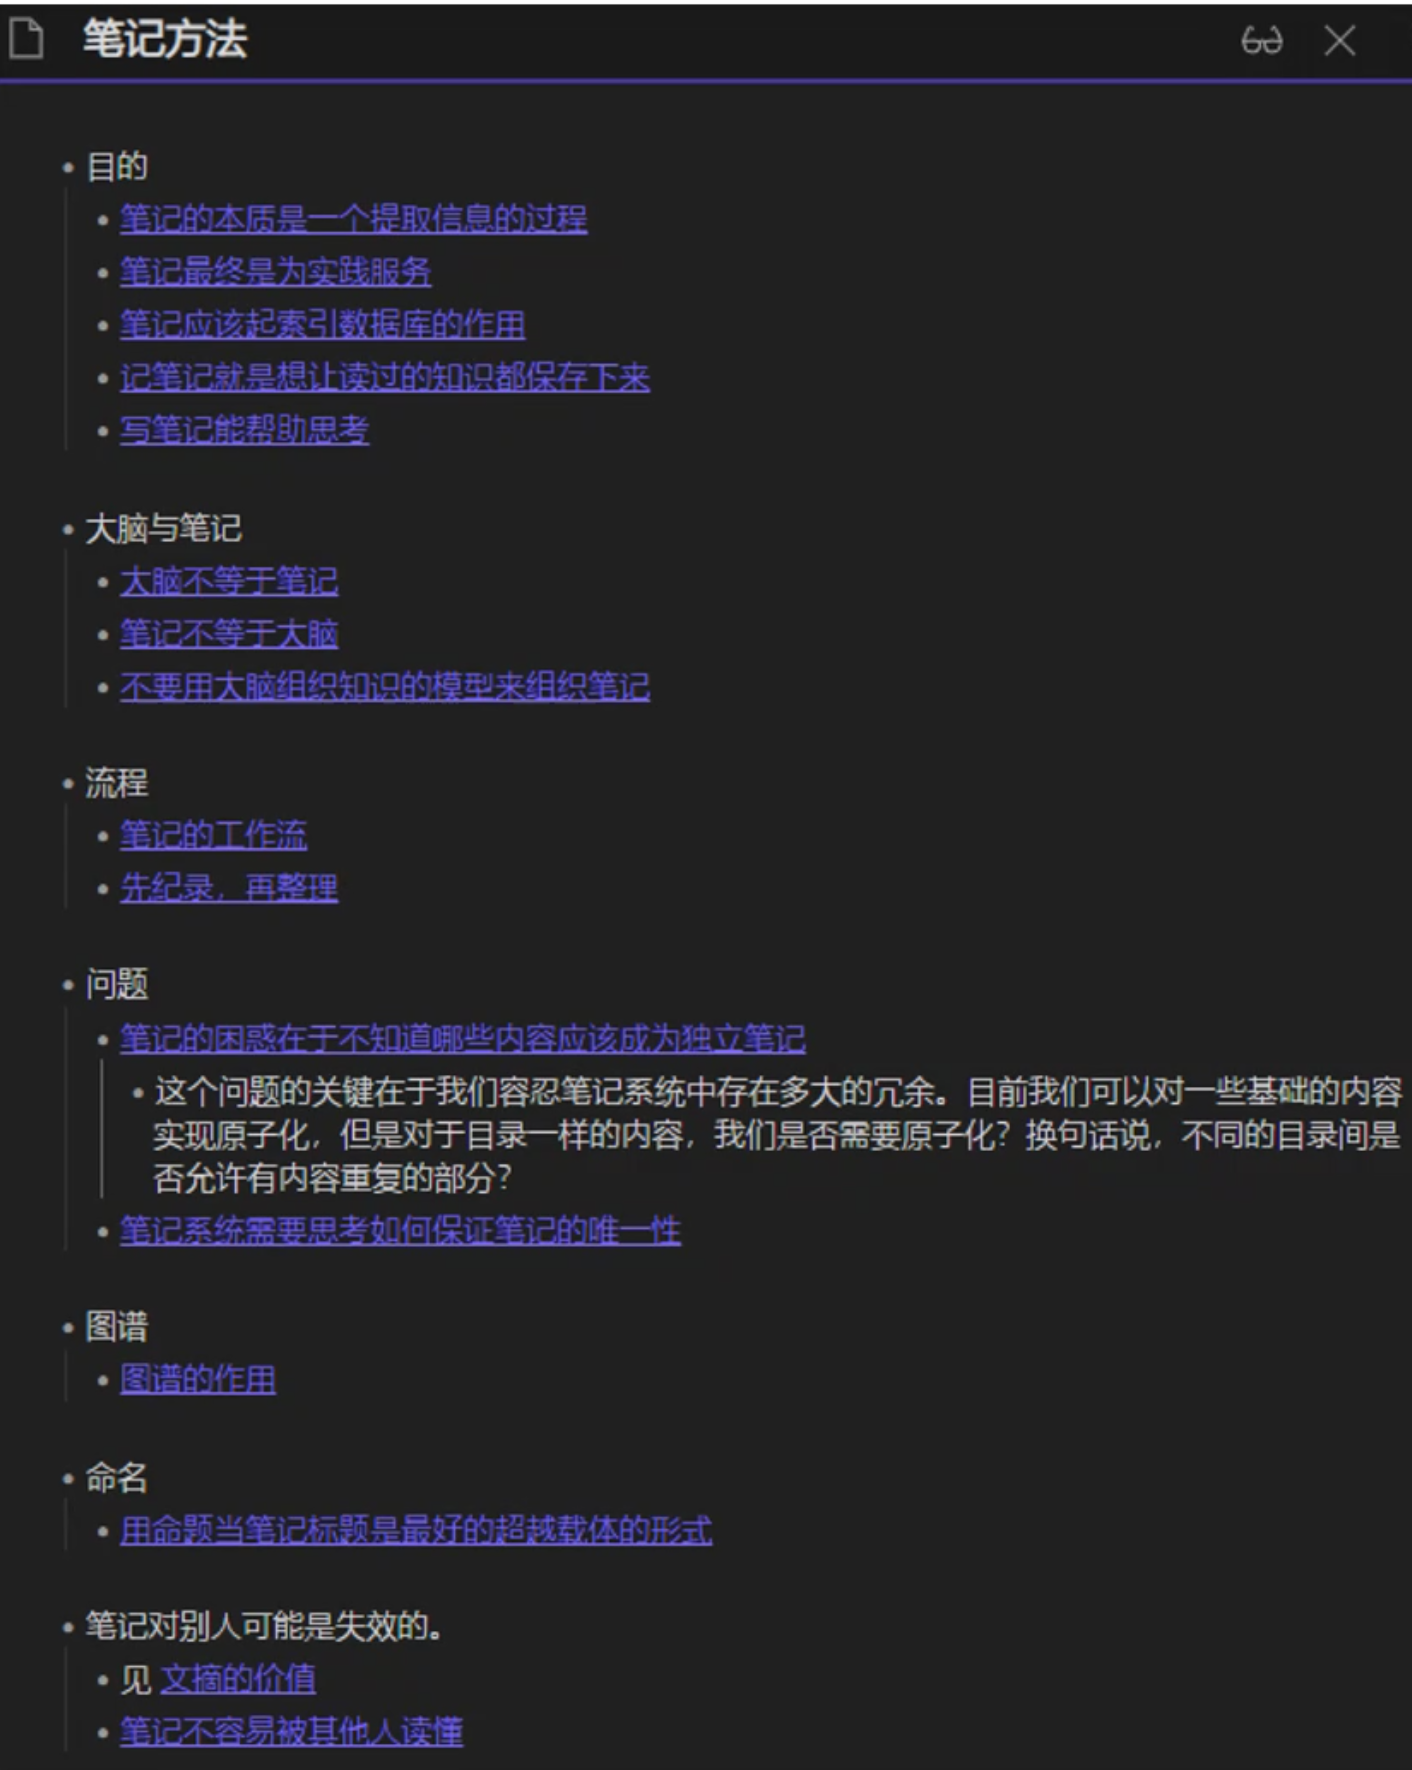 笔记方法
目的
笔记的本质是一个提取信息的过程
笔记最终是为实践服务
笔记应该起索引数据库的作用
记笔记就是想让读过的知识都保存下来
写笔记能帮助思考
大脑与笔记
大脑不等于笔记
笔记不等于大脑
不要用大脑组织知识的模型来组织笔记
流程
笔记的工作流
先纪录，再整理
问题
笔记的困惑在于不知道哪些内容应该成为独立笔记
这个问题的关键在于我们容忍笔记系统中存在多大的冗余。目前我们可以对一些基础的内容
实现原子化，但是对于目录一样的内容，我们是否需要原子化？换句话说，不同的目录间是
否允许有内容重复的部分？
笔记系统需要思考如何保证笔记的唯一性
图谱
图谱的作用
命名
用命题当笔记标题是最好的超越载体的形式
笔记对别人可能是失效的。
见 文摘的价值
笔记不容易被其他人读懂